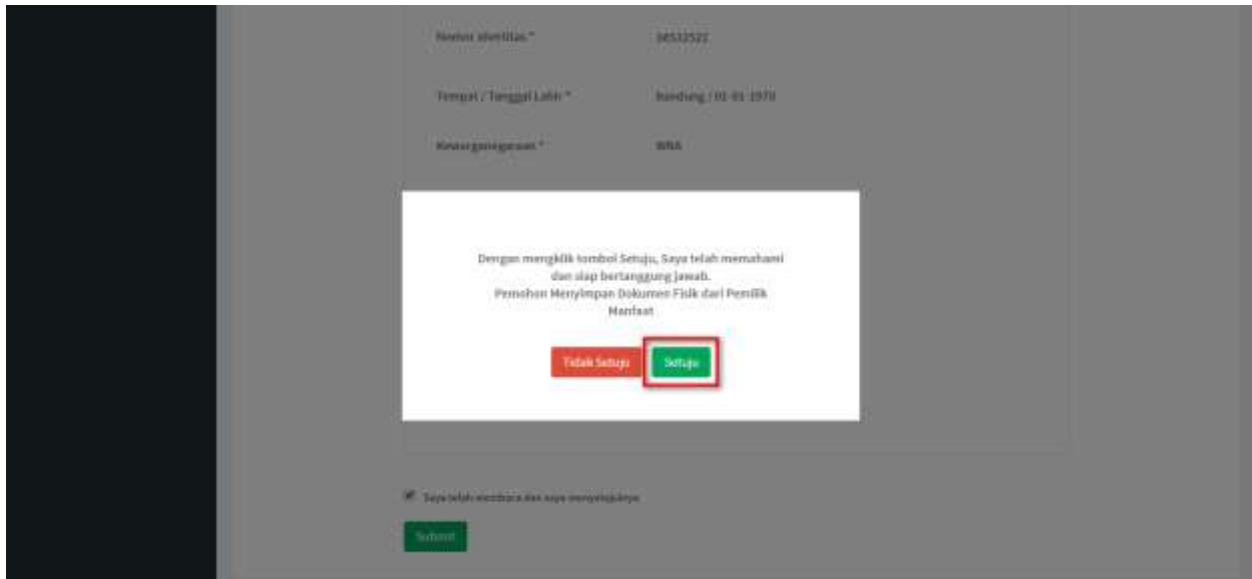 Nomor Identitas *
Tempat / Tanggal Lahir * Bandung / 01-01-1970
Kewarganegaraan * WNA
Dengan mengklik tombol Setuju, Saya telah memahami
dan siap bertanggung jawab.
Pemohon Menyimpan Dokumen Fisik dari Pemilik
Manfaat
Tidak Setuju Setuju
Saya telah membaca dan saya menyetujuinya
Submit